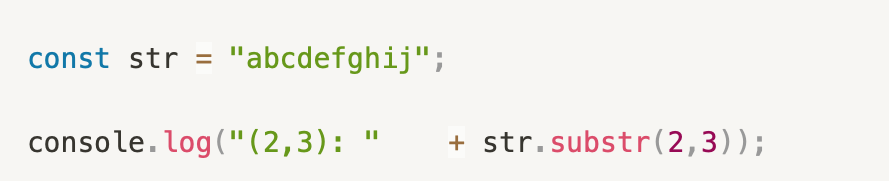 const str = "abcdefghij";
console.log("(2,3): "    + str.substr(2,3));